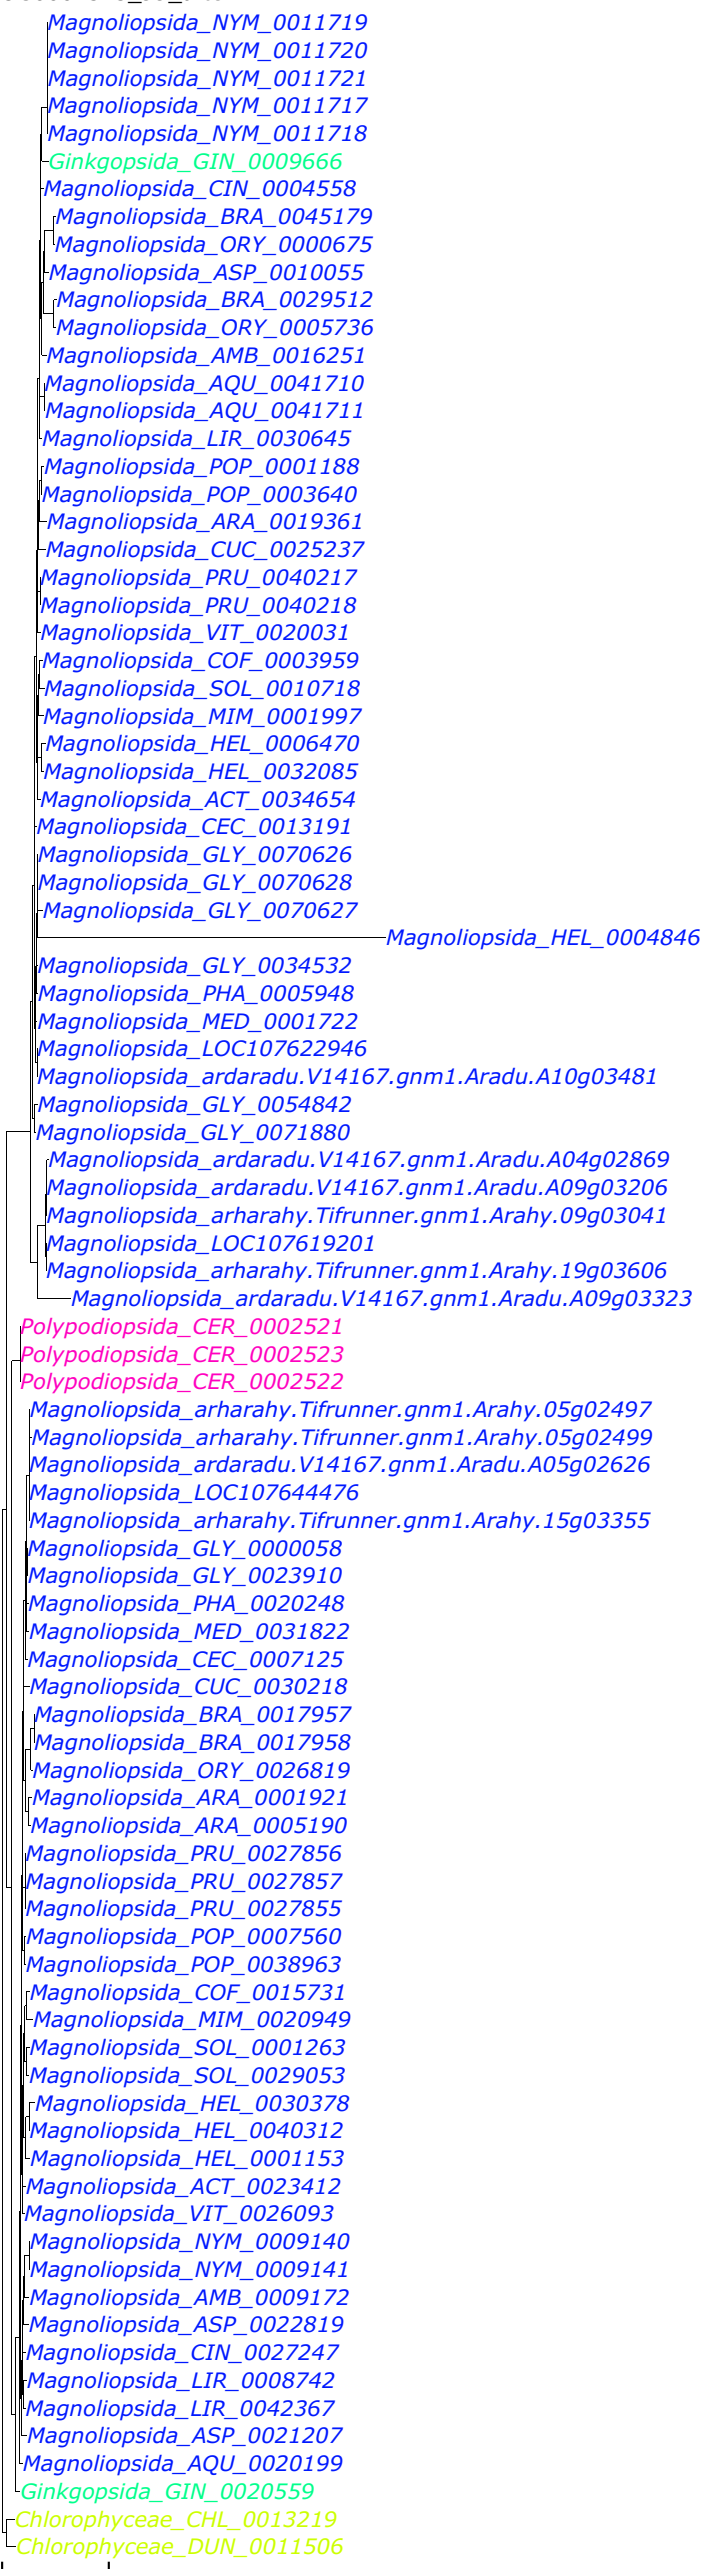 Magnoliopsida_NYM_0011719
Magnoliopsida_NYM_0011720
Magnoliopsida_NYM_0011721
Magnoliopsida_NYM_0011717
Magnoliopsida_NYM_0011718
Ginkgopsida_GIN_0009666
Magnoliopsida_CIN_0004558
Magnoliopsida_BRA_0045179
Magnoliopsida_ORY_0000675
Magnoliopsida_ASP_0010055
Magnoliopsida_BRA_0029512
Magnoliopsida_ORY_0005736
Magnoliopsida_AMB_0016251
Magnoliopsida_AQU_0041710
Magnoliopsida_AQU_0041711
Magnoliopsida_LIR_0030645
Magnoliopsida_POP_0001188
Magnoliopsida_POP_0003640
Magnoliopsida_ARA_0019361
Magnoliopsida_CUC_0025237
Magnoliopsida_PRU_0040217
Magnoliopsida_PRU_0040218
Magnoliopsida_VIT_0020031
Magnoliopsida_COF_0003959
Magnoliopsida_SOL_0010718
Magnoliopsida_MIM_0001997
Magnoliopsida_HEL_0006470
Magnoliopsida_HEL_0032085
Magnoliopsida_ACT_0034654
Magnoliopsida_CEC_0013191
Magnoliopsida_GLY_0070626
Magnoliopsida_GLY_0070628
Magnoliopsida_GLY_0070627
Magnoliopsida_HEL_0004846
Magnoliopsida_GLY_0034532
Magnoliopsida_PHA_0005948
Magnoliopsida_MED_0001722
Magnoliopsida_LOC107622946
Magnoliopsida_ardaradu.V14167.gnm1.Aradu.A10g03481
Magnoliopsida_GLY_0054842
Magnoliopsida_GLY_0071880
Magnoliopsida_ardaradu.V14167.gnm1.Aradu.A04g02869
Magnoliopsida_ardaradu.V14167.gnm1.Aradu.A09g03206
Magnoliopsida_arharahy.Tifrunner.gnm1.Arahy.09g03041
Magnoliopsida_LOC107619201
Magnoliopsida_arharahy.Tifrunner.gnm1.Arahy.19g03606
Magnoliopsida_ardaradu.V14167.gnm1.Aradu.A09g03323
Polypodiopsida_CER_0002521
Polypodiopsida_CER_0002523
Polypodiopsida_CER_0002522
Magnoliopsida_arharahy.Tifrunner.gnm1.Arahy.05g02497
Magnoliopsida_arharahy.Tifrunner.gnm1.Arahy.05g02499
Magnoliopsida_ardaradu.V14167.gnm1.Aradu.A05g02626
Magnoliopsida_LOC107644476
Magnoliopsida_arharahy.Tifrunner.gnm1.Arahy.15g03355
Magnoliopsida_GLY_0000058
Magnoliopsida_GLY_0023910
Magnoliopsida_PHA_0020248
Magnoliopsida_MED_0031822
Magnoliopsida_CEC_0007125
Magnoliopsida_CUC_0030218
Magnoliopsida_BRA_0017957
Magnoliopsida_BRA_0017958
Magnoliopsida_ORY_0026819
Magnoliopsida_ARA_0001921
Magnoliopsida_ARA_0005190
Magnoliopsida_PRU_0027856
Magnoliopsida_PRU_0027857
Magnoliopsida_PRU_0027855
Magnoliopsida_POP_0007560
Magnoliopsida_POP_0038963
Magnoliopsida_COF_0015731
Magnoliopsida_MIM_0020949
Magnoliopsida_SOL_0001263
Magnoliopsida_SOL_0029053
Magnoliopsida_HEL_0030378
Magnoliopsida_HEL_0040312
Magnoliopsida_HEL_0001153
Magnoliopsida_ACT_0023412
Magnoliopsida_VIT_0026093
Magnoliopsida_NYM_0009140
Magnoliopsida_NYM_0009141
Magnoliopsida_AMB_0009172
Magnoliopsida_ASP_0022819
Magnoliopsida_CIN_0027247
Magnoliopsida_LIR_0008742
Magnoliopsida_LIR_0042367
Magnoliopsida_ASP_0021207
Magnoliopsida_AQU_0020199
Ginkgopsida_GIN_0020559
Chlorophyceae_CHL_0013219
Chlorophyceae_DUN_0011506